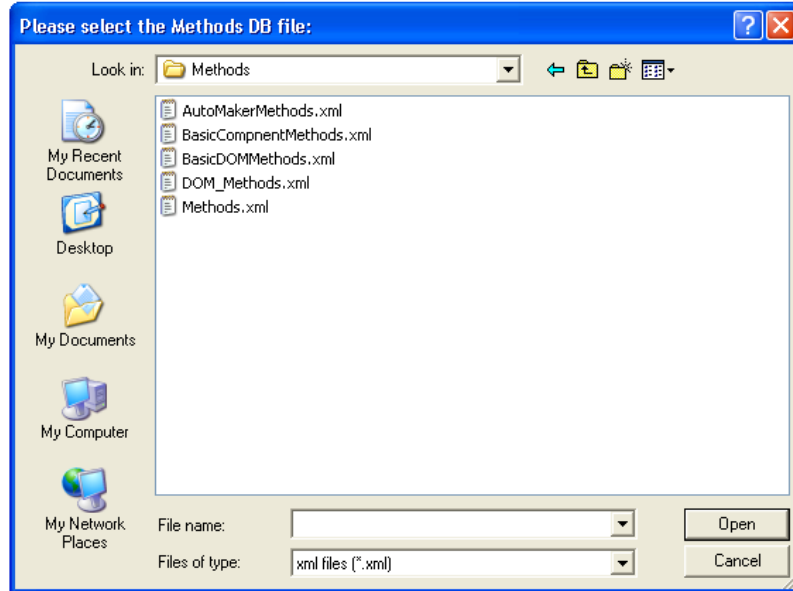 Please select the Methods DB file:
Look in: Methods
AutoMakerMethods.xml
BasicCompnentMethods.xml
BasicDOMMethods.xml
DOM_Methods.xml
Methods.xml
My Recent
Documents
Desktop
My Documents
My Computer
My Network
Places
File name:
Open
Files of type: xml files (*.xml)
Cancel